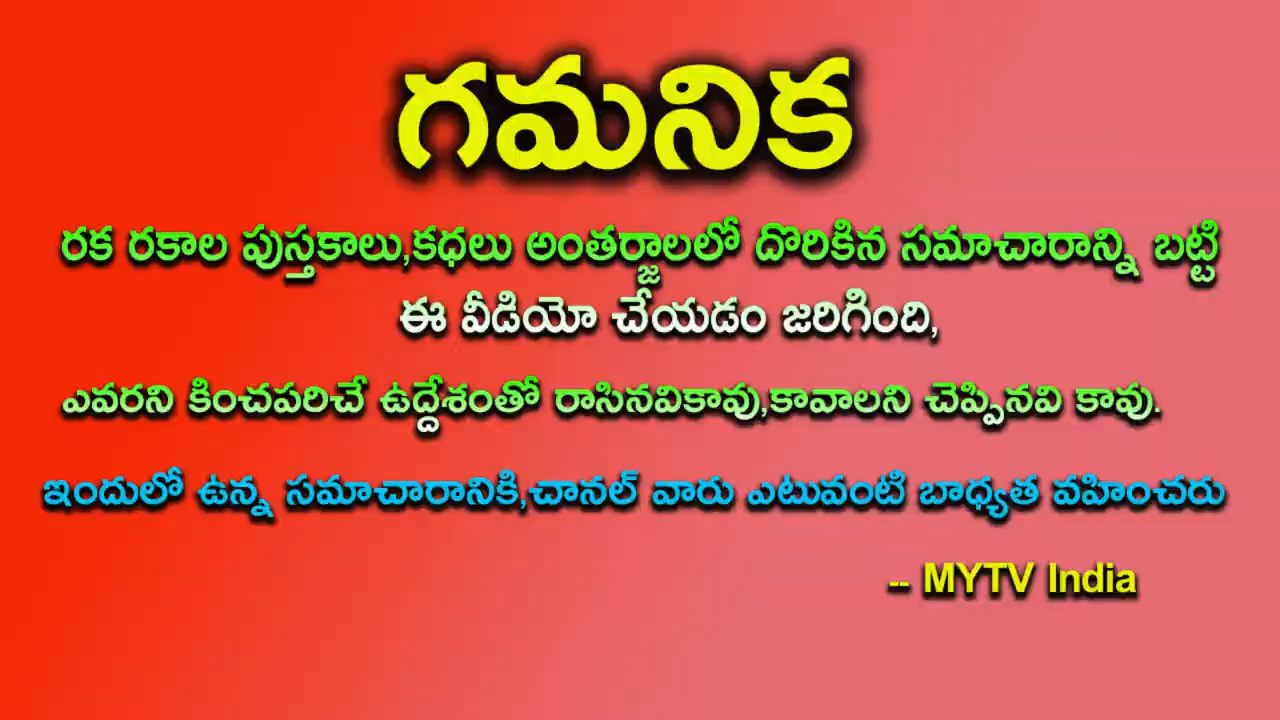 గమనిక
రక రకాల పుస్తకాలు,కధలు అంతర్జాలలో దొరికిన సమాచారాన్ని బట్టి
ఈ వీడియో చేయడం జరిగింది,
ఎవరని కించపరిచే ఉద్దేశంతో రాసినవికావు,కావాలని చెప్పినవి కావు.
ఇందులో ఉన్న సమాచారానికి,చానల్ వారు ఎటువంటి బాధ్యత వహించరు
-- MYTV India